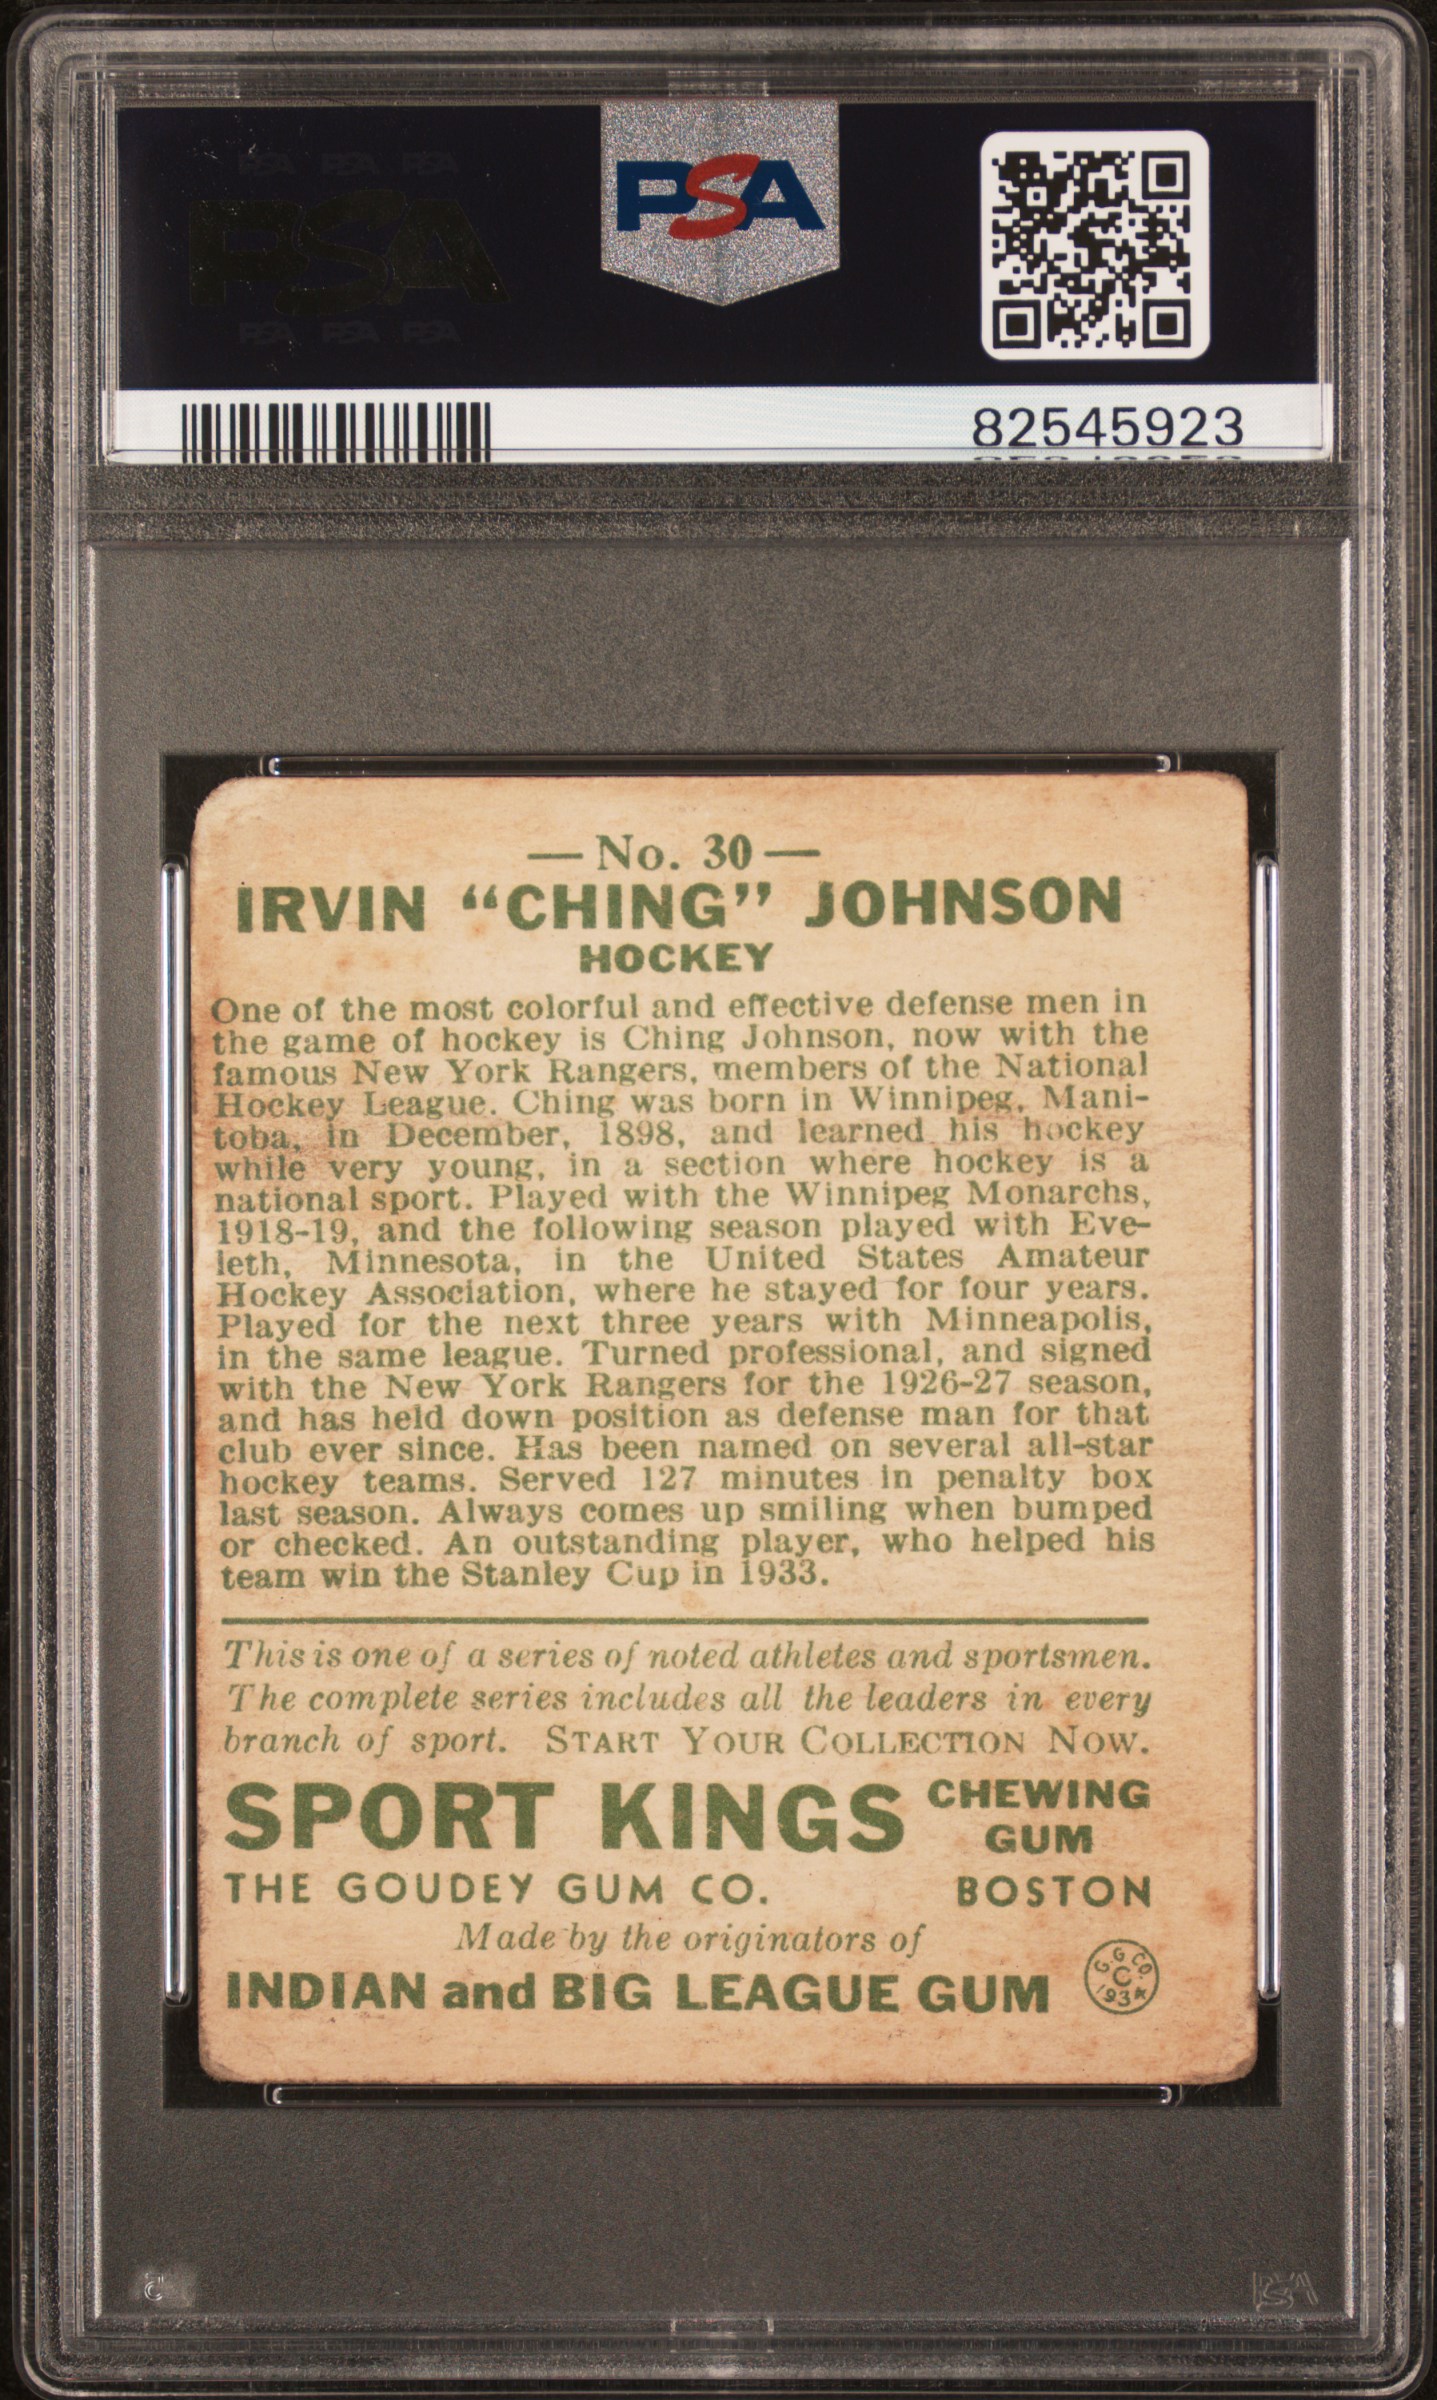 PSA
PSA PSA PSA
PSA
PSA PSA PSA
82545923
— No. 30 —
IRVIN “CHING” JOHNSON
HOCKEY
One of the most colorful and effective defense men in
the game of hockey is Ching Johnson, now with the
famous New York Rangers, members of the National
Hockey League. Ching was born in Winnipeg, Mani-
toba, in December, 1898, and learned his hockey
while very young, in a section where hockey is a
national sport. Played with the Winnipeg Monarchs,
1918-19, and the following season played with Eve-
leth, Minnesota, in the United States Amateur
Hockey Association, where he stayed for four years.
Played for the next three years with Minneapolis,
in the same league. Turned professional, and signed
with the New York Rangers for the 1926-27 season,
and has held down position as defense man for that
club ever since. Has been named on several all-star
hockey teams. Served 127 minutes in penalty box
last season. Always comes up smiling when bumped
or checked. An outstanding player, who helped his
team win the Stanley Cup in 1933.
This is one of a series of noted athletes and sportsmen.
The complete series includes all the leaders in every
branch of sport. START YOUR COLLECTION NOW.
SPORT KINGS CHEWING GUM
THE GOUDEY GUM CO. BOSTON
Made by the originators of
INDIAN and BIG LEAGUE GUM
G. G. CO. C 1934
PSA